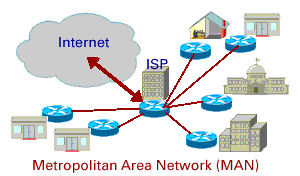 Internet
ISP
Metropolitan Area Network (MAN)